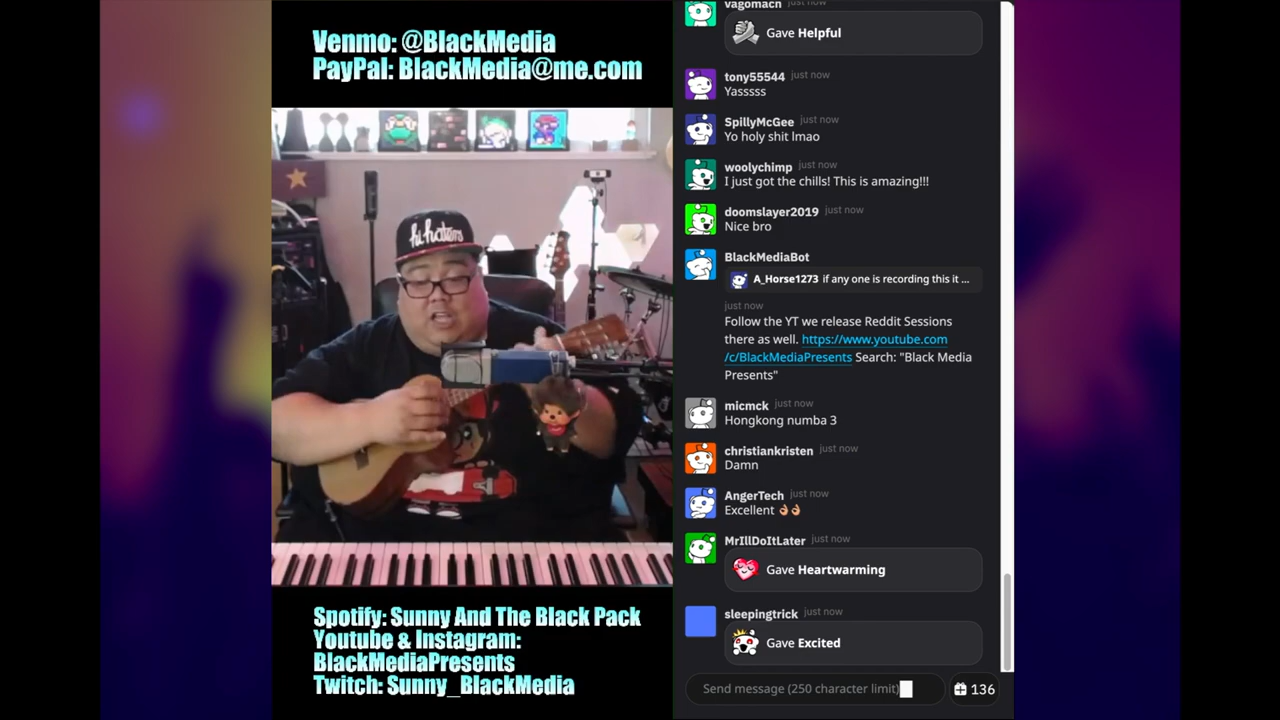 Venmo: @BlackMedia
PayPal: BlackMedia@me.com
hi haters
Spotify: Sunny And The Black Pack
Youtube & Instagram:
BlackMediaPresents
Twitch: Sunny_BlackMedia
vagomacn just now
Gave Helpful
tony55544 just now
Yasssss
SpillyMcGee just now
Yo holy shit lmao
woolychimp just now
I just got the chills! This is amazing!!!
doomslayer2019 just now
Nice bro
BlackMediaBot
A_Horse1273 if any one is recording this it ...
just now
Follow the YT we release Reddit Sessions
there as well. https://www.youtube.com
/c/BlackMediaPresents Search: "Black Media
Presents"
micmck just now
Hongkong numba 3
christiankristen just now
Damn
AngerTech just now
Excellent 👌🏽👌🏽
MrIllDoItLater just now
Gave Heartwarming
sleepingtrick just now
Gave Excited
Send message (250 character limit)
136